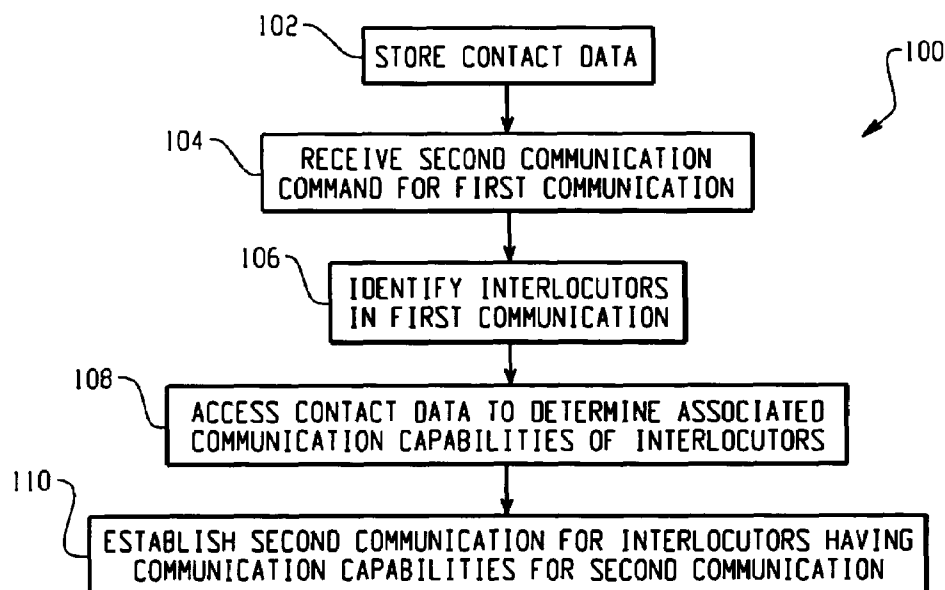 102
STORE CONTACT DATA
100
104
RECEIVE SECOND COMMUNICATION
COMMAND FOR FIRST COMMUNICATION
106
IDENTIFY INTERLOCUTORS
IN FIRST COMMUNICATION
108
ACCESS CONTACT DATA TO DETERMINE ASSOCIATED
COMMUNICATION CAPABILITIES OF INTERLOCUTORS
110
ESTABLISH SECOND COMMUNICATION FOR INTERLOCUTORS HAVING
COMMUNICATION CAPABILITIES FOR SECOND COMMUNICATION